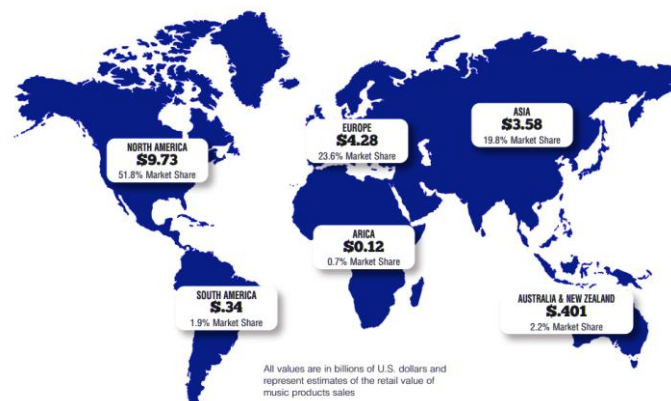 NORTH AMERICA
$9.73
51.8% Market Share
EUROPE
$4.28
23.6% Market Share
ASIA
$3.58
19.8% Market Share
ARICA
$0.12
0.7% Market Share
SOUTH AMERICA
$.34
1.9% Market Share
AUSTRALIA & NEW ZEALAND
$.401
2.2% Market Share
All values are in billions of U.S. dollars and
represent estimates of the retail value of
music products sales